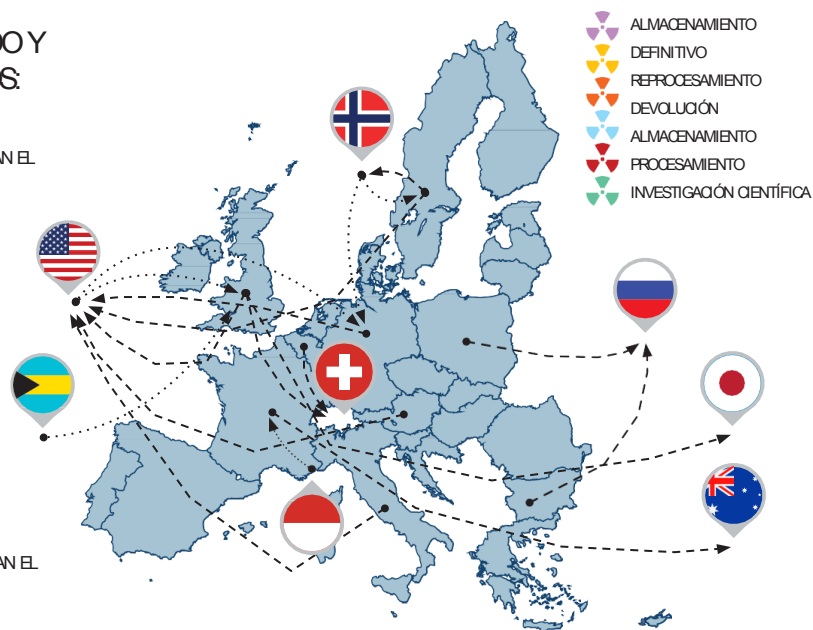 DO Y
S:
AN EL
AN EL
ALMACENAMIENTO
DEFINITIVO
REPROCESAMIENTO
DEVOLUCIÓN
ALMACENAMIENTO
PROCESAMIENTO
INVESTIGACIÓN CIENTÍFICA